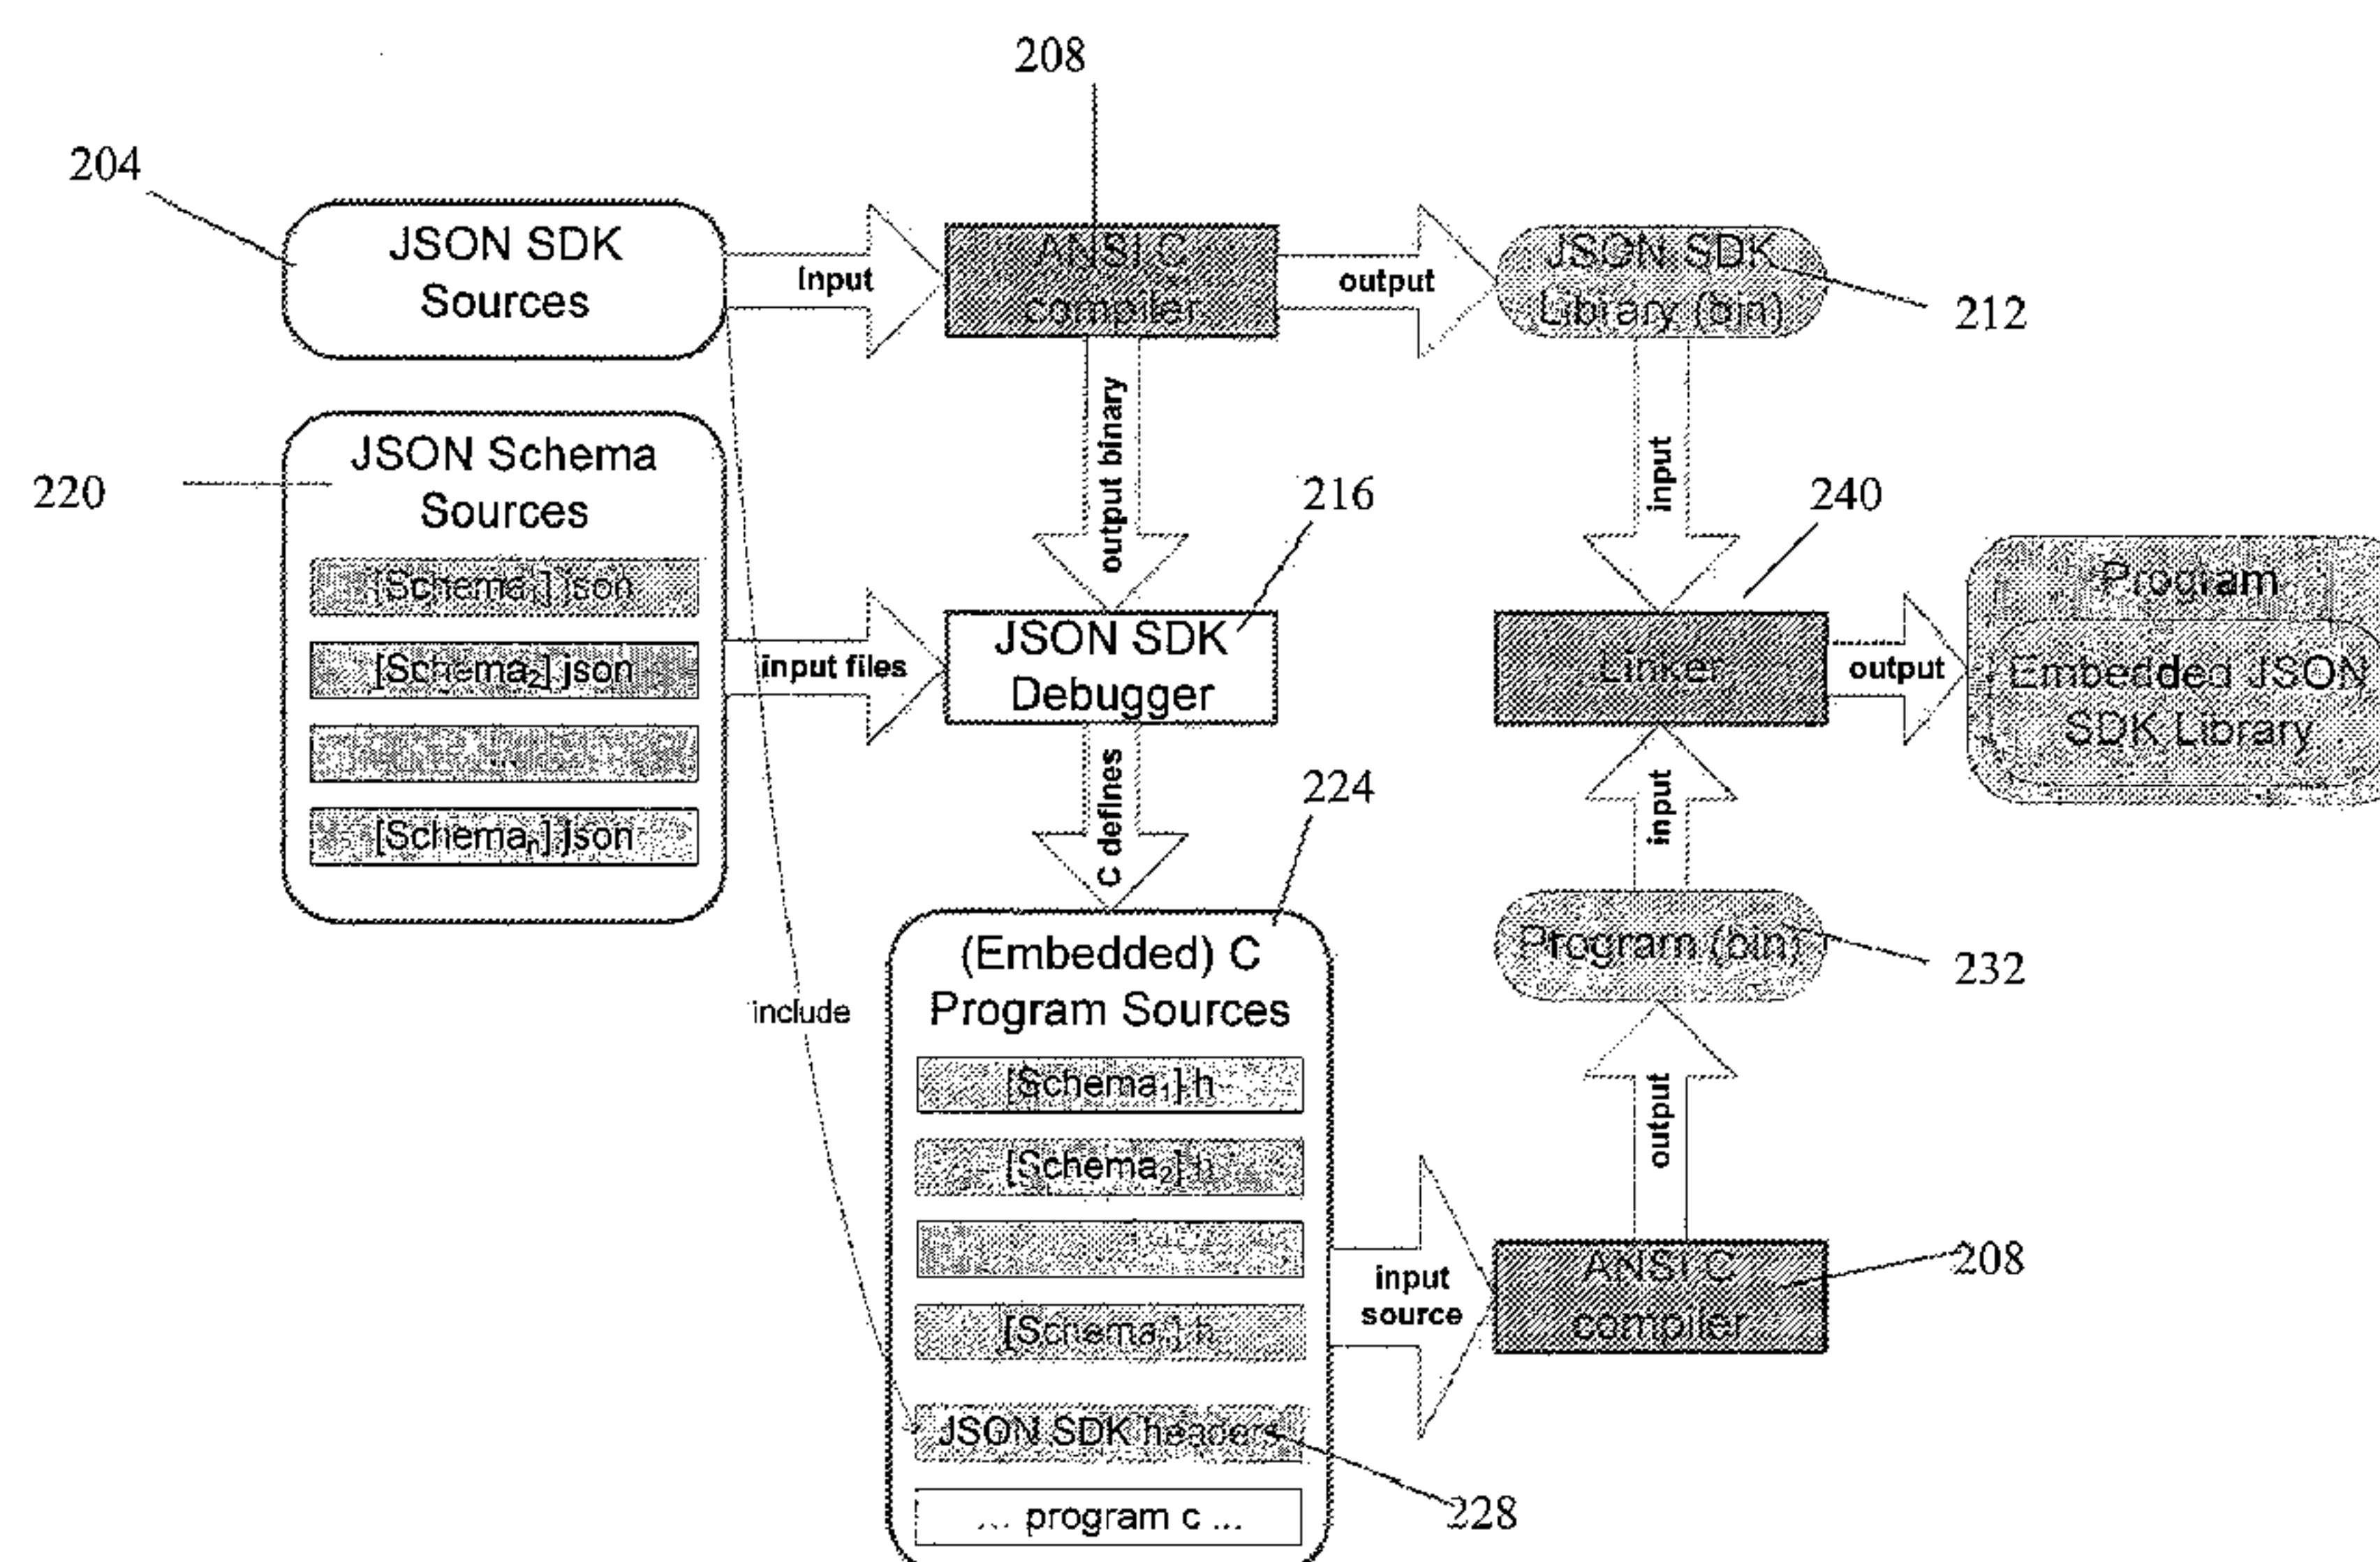 208
204
JSON SDK
Sources
Input
ANSI C
compiler
output
JSON SDK
Library (bin)
212
JSON Schema
Sources
220
[Schema1] json
[Schema2] json
...
[Scheman] json
output binary
input
216
240
input files
JSON SDK
Debugger
Linker
output
Program
Embedded JSON
SDK Library
C defines
224
input
(Embedded) C
Program Sources
Program (bin)
232
include
[Schema1] h
[Schema2] h
[Scheman] h
output
input
source
ANSI C
compiler
208
JSON SDK headers
228
... program c ...